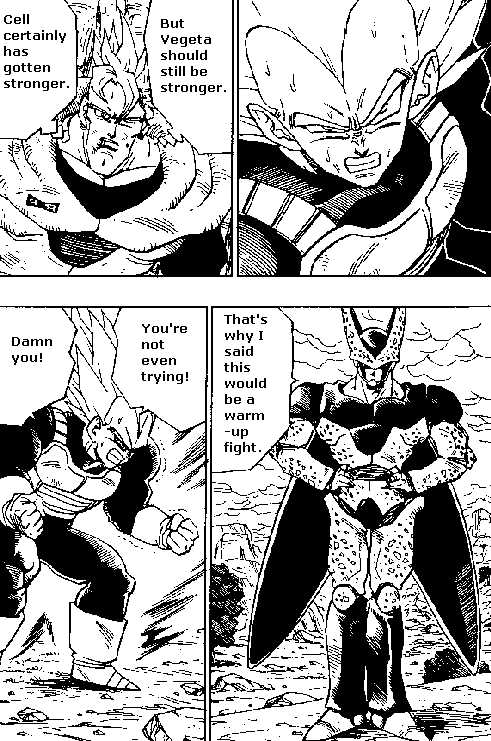 Cell
certainly
has
gotten
stronger.
But
Vegeta
should
still be
stronger.
Damn
you!
You're
not
even
trying!
That's
why I
said
this
would
be a
warm
-up
fight.